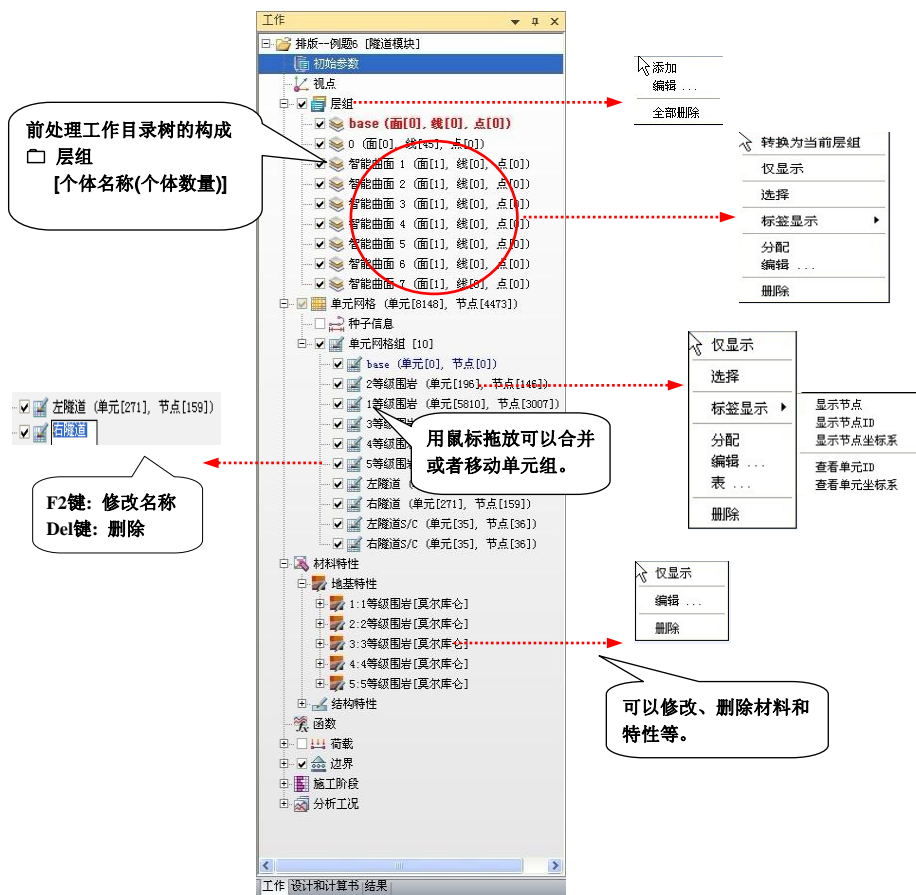 工作
排版--例题6 [隧道模块]
初始参数
视点
层组
base (面[0], 线[0], 点[0])
0 (面[0], 线[45], 点[0])
智能曲面 1 (面[1], 线[0], 点[0])
智能曲面 2 (面[1], 线[0], 点[0])
智能曲面 3 (面[1], 线[0], 点[0])
智能曲面 4 (面[1], 线[0], 点[0])
智能曲面 5 (面[1], 线[0], 点[0])
智能曲面 6 (面[1], 线[0], 点[0])
智能曲面 7 (面[1], 线[0], 点[0])
单元网格 (单元[8148], 节点[4473])
种子信息
单元网格组 [10]
base (单元[0], 节点[0])
2等级围岩 (单元[196], 节点[146])
1等级围岩 (单元[5810], 节点[3007])
3等级围
4等级围
5等级围
左隧道 (
右隧道 (单元[271], 节点[159])
左隧道S/C (单元[35], 节点[36])
右隧道S/C (单元[35], 节点[36])
材料特性
地基特性
1:1等级围岩[莫尔库仑]
2:2等级围岩[莫尔库仑]
3:3等级围岩[莫尔库仑]
4:4等级围岩[莫尔库仑]
5:5等级围岩[莫尔库仑]
结构特性
函数
荷载
边界
施工阶段
分析工况
工作 设计和计算书 结果
前处理工作目录树的构成
层组
[个体名称(个体数量)]
左隧道 (单元[271], 节点[159])
右隧道
F2键: 修改名称
Del键: 删除
用鼠标拖放可以合并
或者移动单元组。
添加
编辑 ...
全部删除
转换为当前层组
仅显示
选择
标签显示
分配
编辑 ...
删除
仅显示
选择
标签显示
分配
编辑 ...
表 ...
删除
显示节点
显示节点ID
显示节点坐标系
查看单元ID
查看单元坐标系
仅显示
编辑 ...
删除
可以修改、删除材料和
特性等。